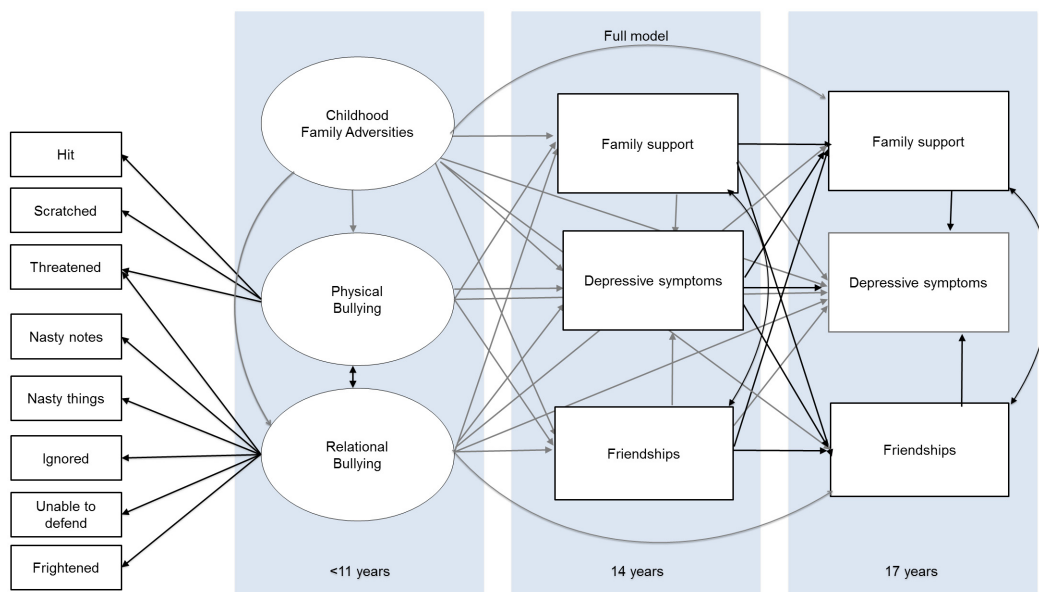 Full model
Childhood
Family Adversities
Family support
Family support
Hit
Scratched
Threatened
Physical
Bullying
Depressive symptoms
Depressive symptoms
Nasty notes
Nasty things
Ignored
Relational
Bullying
Friendships
Friendships
Unable to
defend
Frightened
<11 years
14 years
17 years